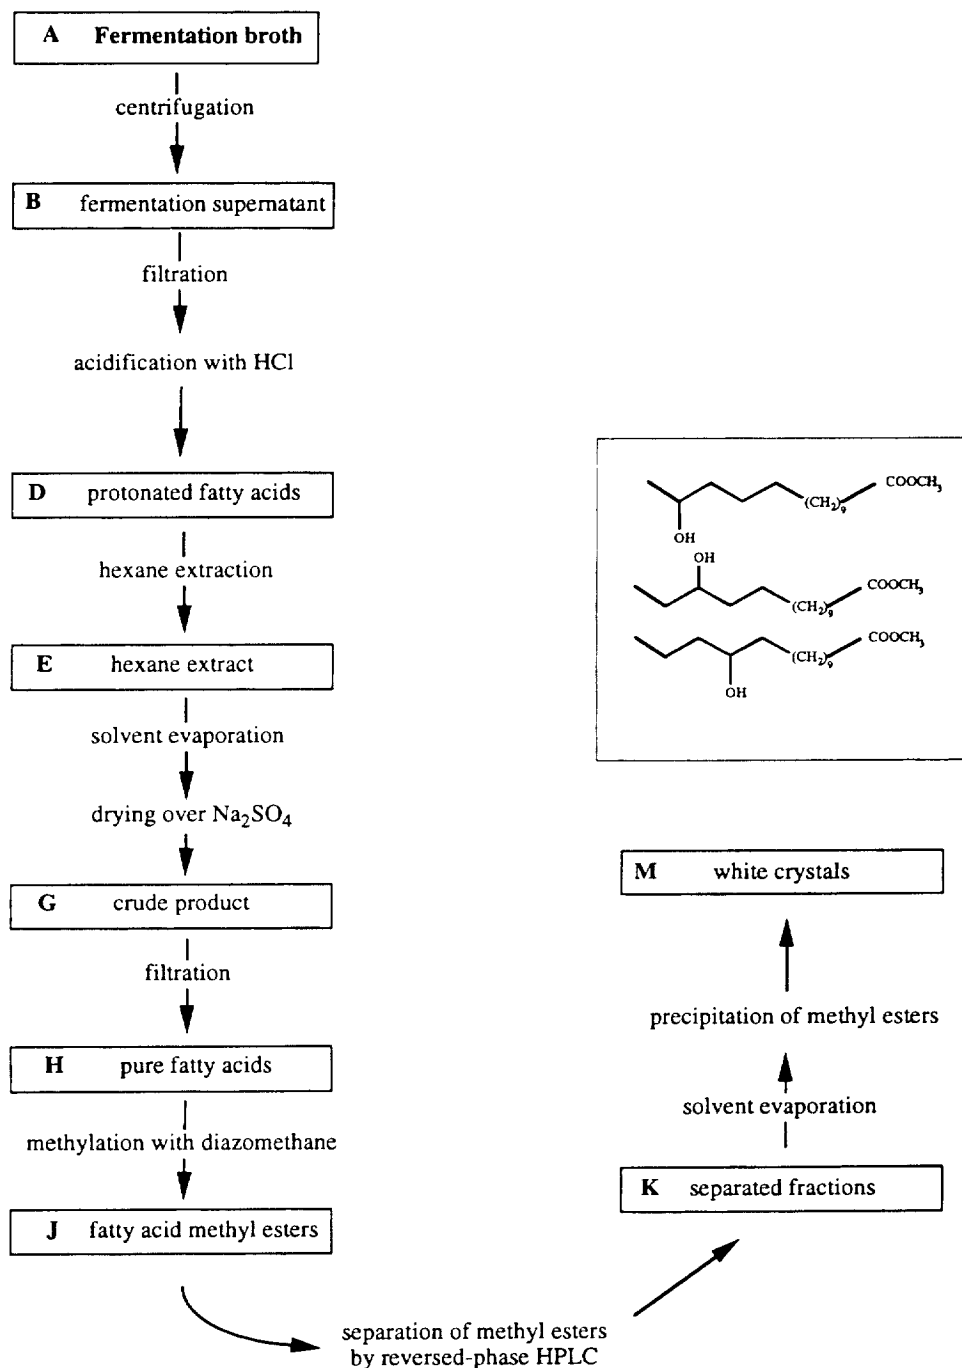 A Fermentation broth
centrifugation
B fermentation supernatant
filtration
acidification with HCl
D protonated fatty acids
hexane extraction
E hexane extract
solvent evaporation
drying over Na2SO4
G crude product
filtration
H pure fatty acids
methylation with diazomethane
J fatty acid methyl esters
separation of methyl esters
by reversed-phase HPLC
K separated fractions
solvent evaporation
precipitation of methyl esters
M white crystals
COOCH3
(CH2)9
OH
OH
COOCH3
(CH2)9
COOCH3
(CH2)9
OH